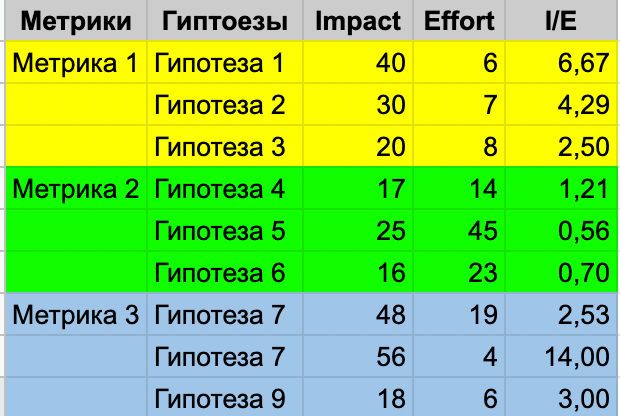 Метрики Гиптоезы Impact Effort I/E
Метрика 1 Гипотеза 1 40 6 6,67
Гипотеза 2 30 7 4,29
Гипотеза 3 20 8 2,50
Метрика 2 Гипотеза 4 17 14 1,21
Гипотеза 5 25 45 0,56
Гипотеза 6 16 23 0,70
Метрика 3 Гипотеза 7 48 19 2,53
Гипотеза 7 56 4 14,00
Гипотеза 9 18 6 3,00